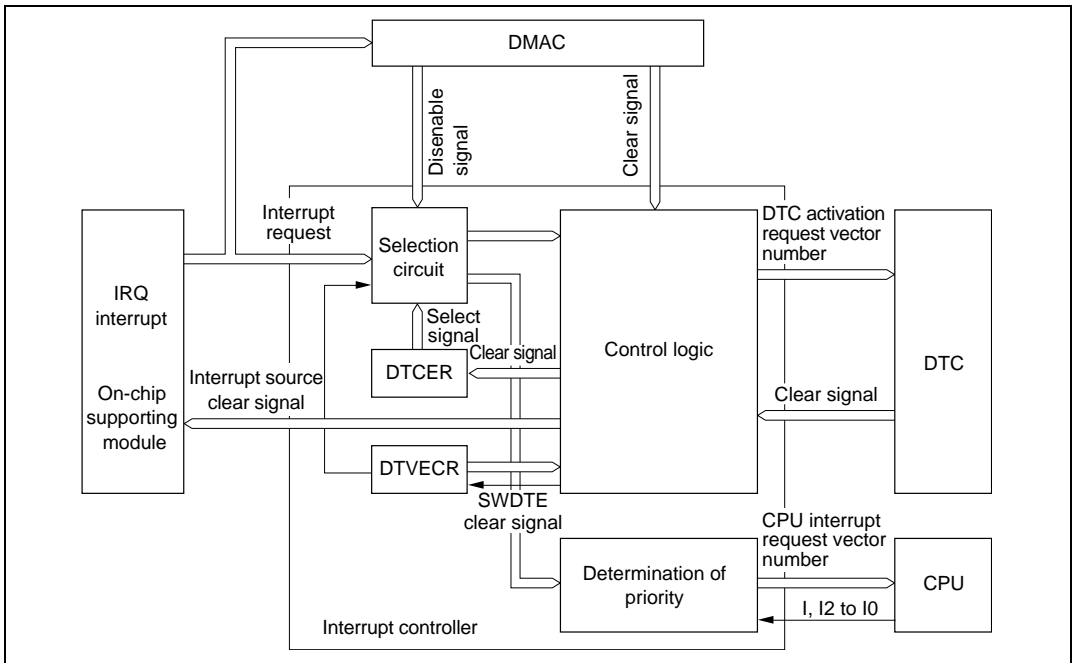 DMAC
Disenable
signal
Clear signal
Interrupt
request
Selection
circuit
DTC activation
request vector
number
IRQ
interrupt
Select
signal
Control logic
Clear signal
DTCER
DTC
On-chip
supporting
module
Interrupt source
clear signal
Clear signal
DTVECR
SWDTE
clear signal
CPU interrupt
request vector
number
Determination of
priority
CPU
I, I2 to I0
Interrupt controller